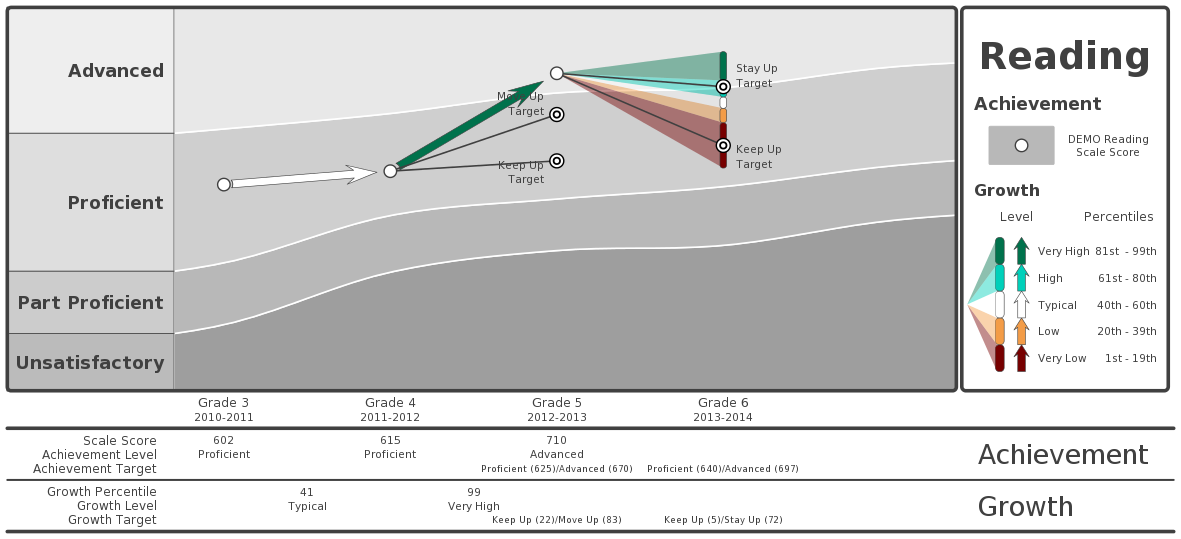 Advanced
Proficient
Part Proficient
Unsatisfactory
Move Up
Target
Keep Up
Target
Stay Up
Target
Keep Up
Target
Reading
Achievement
DEMO Reading
Scale Score
Growth
Level Percentiles
Very High 81st - 99th
High 61st - 80th
Typical 40th - 60th
Low 20th - 39th
Very Low 1st - 19th
Grade 3 Grade 4 Grade 5 Grade 6
2010-2011 2011-2012 2012-2013 2013-2014
Scale Score 602 615 710
Achievement Level Proficient Proficient Advanced
Achievement Target Proficient (625)/Advanced (670) Proficient (640)/Advanced (697)
Achievement
Growth Percentile 41 99
Growth Level Typical Very High
Growth Target Keep Up (22)/Move Up (83) Keep Up (5)/Stay Up (72)
Growth